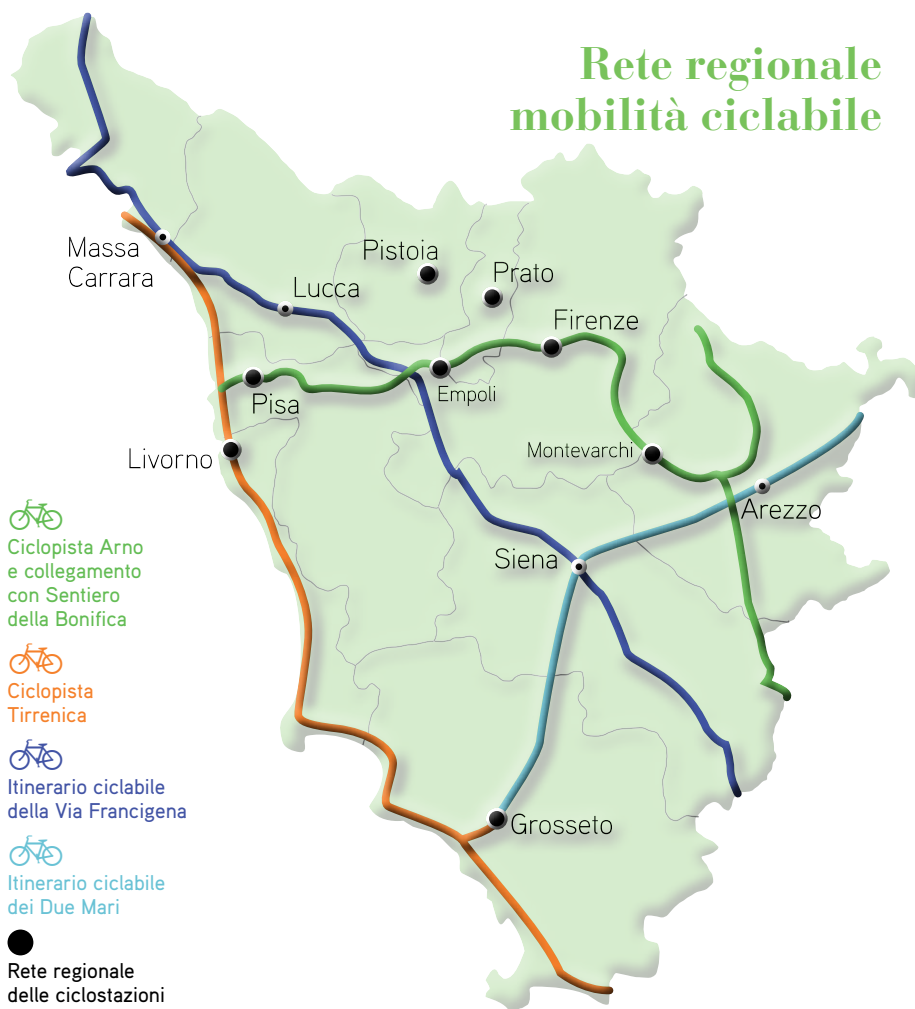 Rete regionale
mobilità ciclabile
Massa
Carrara
Pistoia
Prato
Lucca
Firenze
Empoli
Pisa
Livorno
Montevarchi
Arezzo
Siena
Grosseto
Ciclopista Arno
e collegamento
con Sentiero
della Bonifica
Ciclopista
Tirrenica
Itinerario ciclabile
della Via Francigena
Itinerario ciclabile
dei Due Mari
Rete regionale
delle ciclostazioni